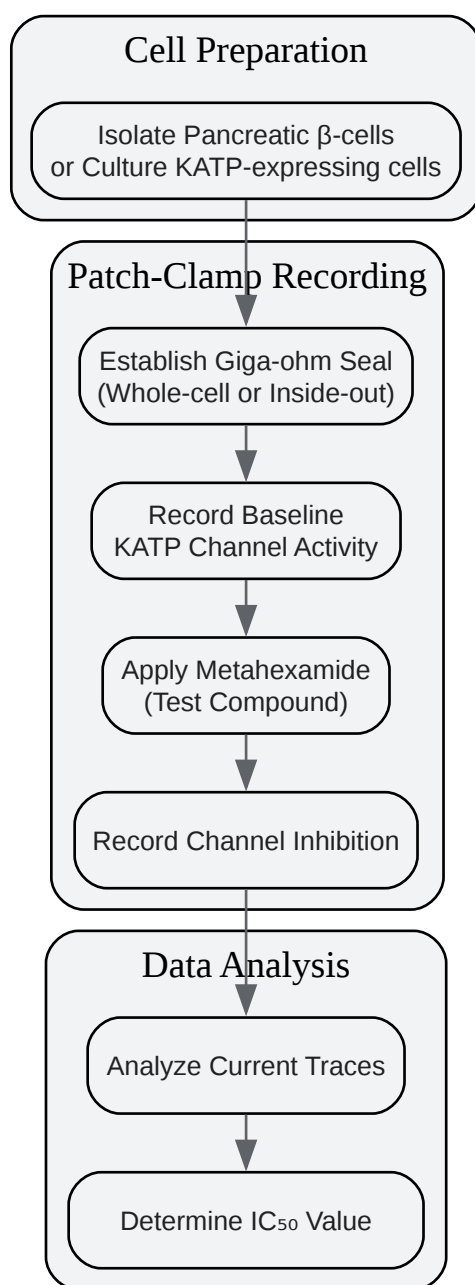 Cell Preparation
Isolate Pancreatic β-cells
or Culture KATP-expressing cells
Patch-Clamp Recording
Establish Giga-ohm Seal
(Whole-cell or Inside-out)
Record Baseline
KATP Channel Activity
Apply Metahexamide
(Test Compound)
Record Channel Inhibition
Data Analysis
Analyze Current Traces
Determine IC₅₀ Value